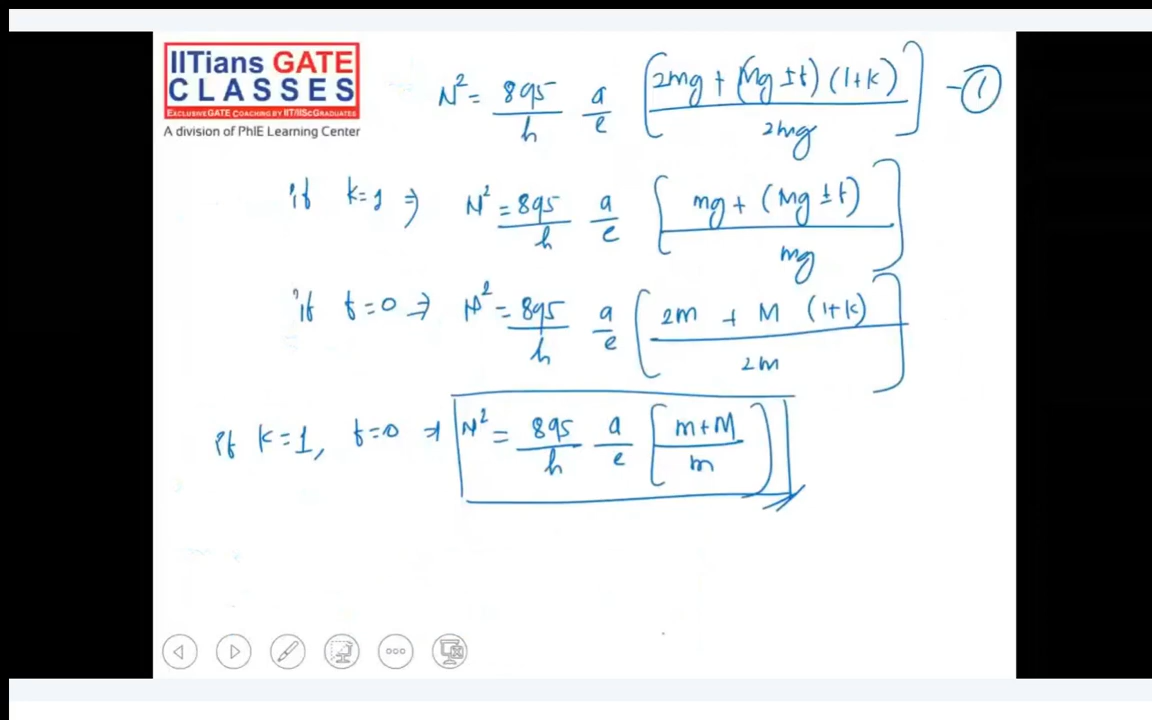 IITians GATE
CLASSES
EXCLUSIVE GATE COACHING BY IIT/IISC GRADUATES
A division of PhIE Learning Center
N² = 895/h a/e [2mg + (Mg ± f) (1+k) / 2mg] - ①
if k=1 ⇒ N² = 895/h a/e [mg + (Mg ± f) / mg]
if f=0 ⇒ N² = 895/h a/e [2m + M (1+k) / 2m]
if k=1, f=0 ⇒ N² = 895/h a/e [m+M / m]